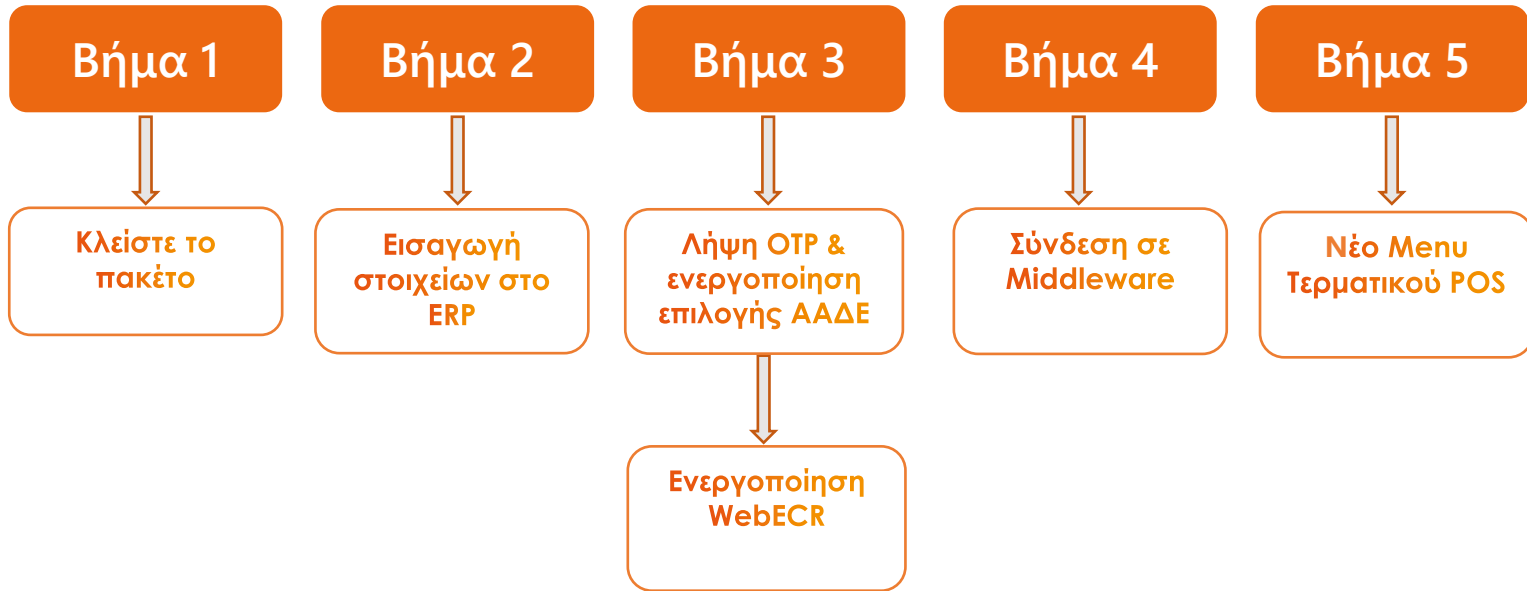 Βήμα 1
Βήμα 2
Βήμα 3
Βήμα 4
Βήμα 5
Κλείστε το
πακέτο
Εισαγωγή
στοιχείων στο
ERP
Λήψη OTP &
ενεργοποίηση
επιλογής ΑΑΔΕ
Σύνδεση σε
Middleware
Νέο Menu
Τερματικού POS
Ενεργοποίηση
WebECR